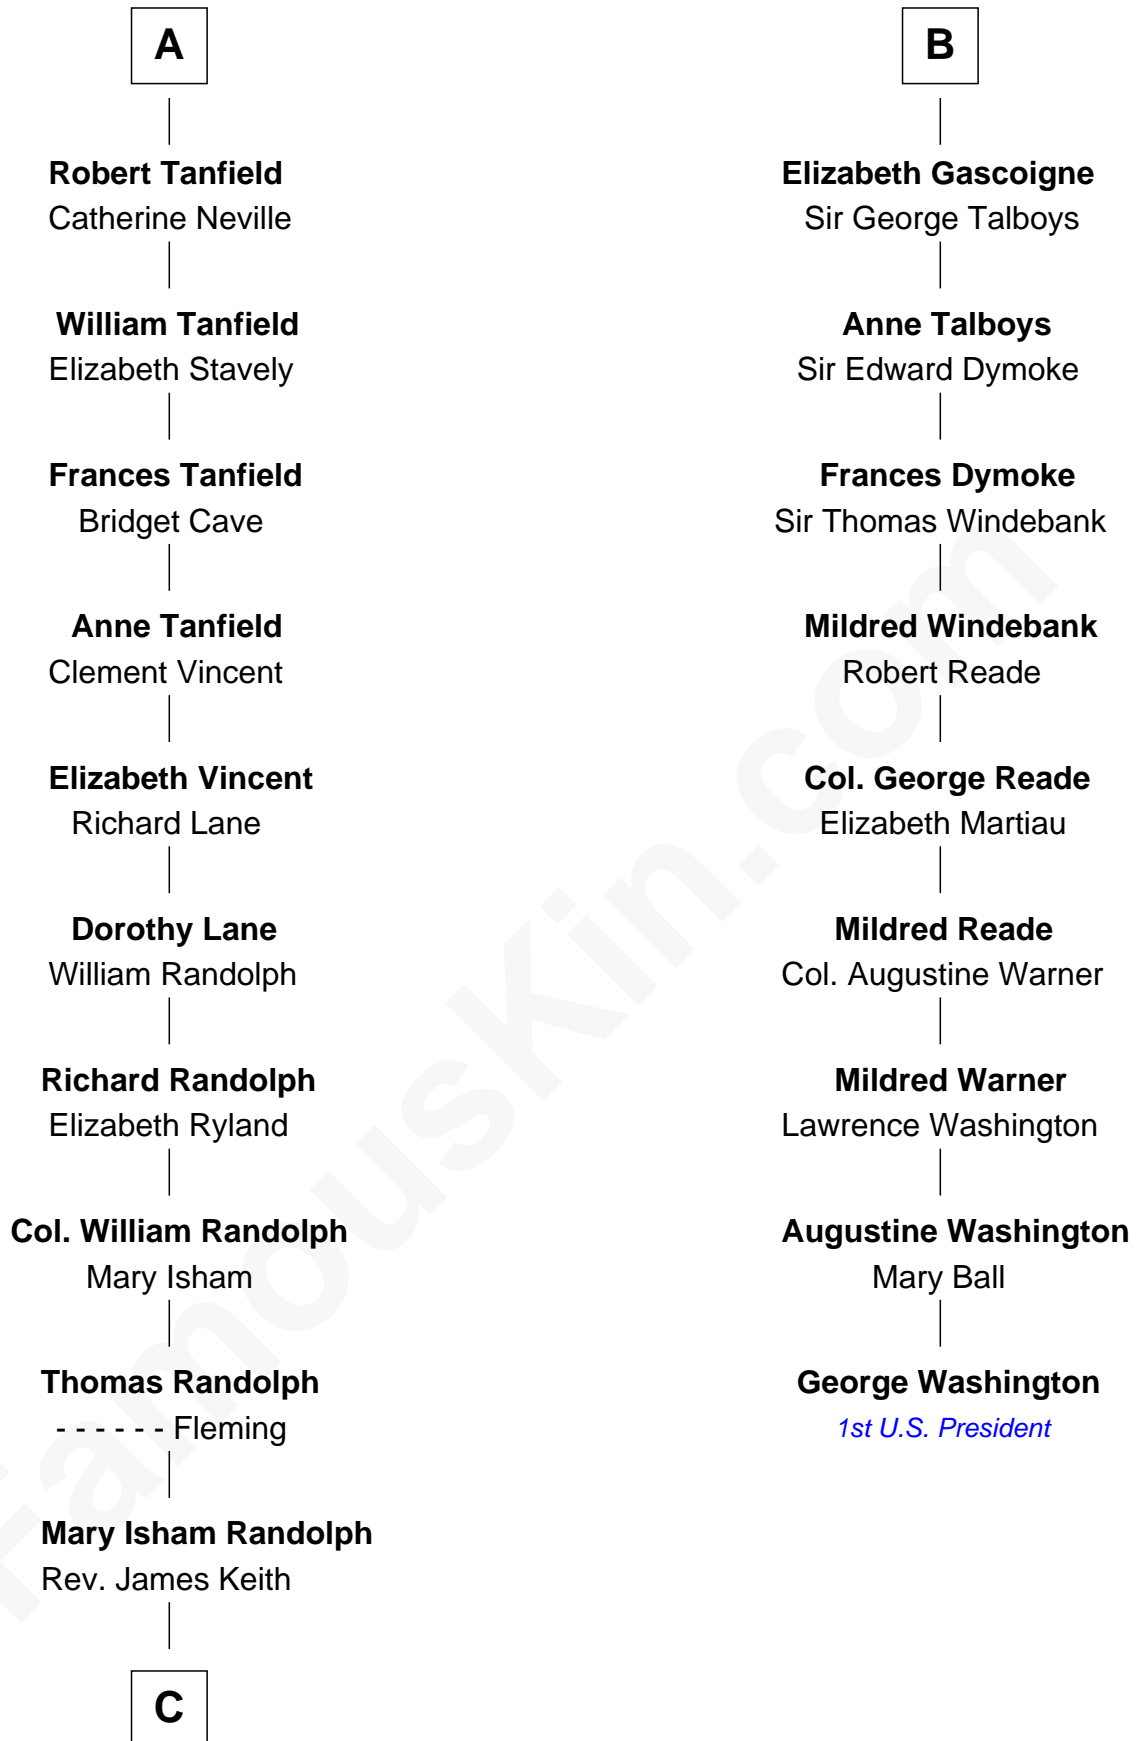 A
Robert Tanfield
Catherine Neville
William Tanfield
Elizabeth Stavely
Frances Tanfield
Bridget Cave
Anne Tanfield
Clement Vincent
Elizabeth Vincent
Richard Lane
Dorothy Lane
William Randolph
Richard Randolph
Elizabeth Ryland
Col. William Randolph
Mary Isham
Thomas Randolph
- - - - - - Fleming
Mary Isham Randolph
Rev. James Keith
C
B
Elizabeth Gascoigne
Sir George Talboys
Anne Talboys
Sir Edward Dymoke
Frances Dymoke
Sir Thomas Windebank
Mildred Windebank
Robert Reade
Col. George Reade
Elizabeth Martiau
Mildred Reade
Col. Augustine Warner
Mildred Warner
Lawrence Washington
Augustine Washington
Mary Ball
George Washington
1st U.S. President
FamousKin.com